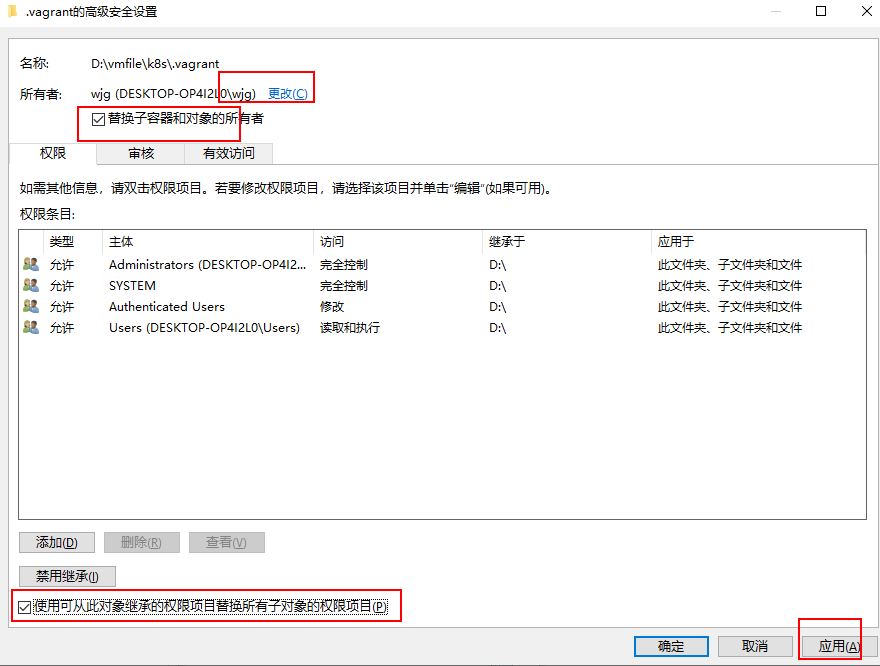 .vagrant的高级安全设置
名称: D:\vmfile\k8s\.vagrant
所有者: wjg (DESKTOP-OP4I2L0\wjg) 更改(C)
替换子容器和对象的所有者
权限 审核 有效访问
如需其他信息，请双击权限项目。若要修改权限项目，请选择该项目并单击“编辑”(如果可用)。
权限条目:
类型 主体 访问 继承于 应用于
允许 Administrators (DESKTOP-OP4I2... 完全控制 D:\ 此文件夹、子文件夹和文件
允许 SYSTEM 完全控制 D:\ 此文件夹、子文件夹和文件
允许 Authenticated Users 修改 D:\ 此文件夹、子文件夹和文件
允许 Users (DESKTOP-OP4I2L0\Users) 读取和执行 D:\ 此文件夹、子文件夹和文件
添加(D) 删除(R) 查看(V)
禁用继承(I)
使用可从此对象继承的权限项目替换所有子对象的权限项目(P)
确定 取消 应用(A)